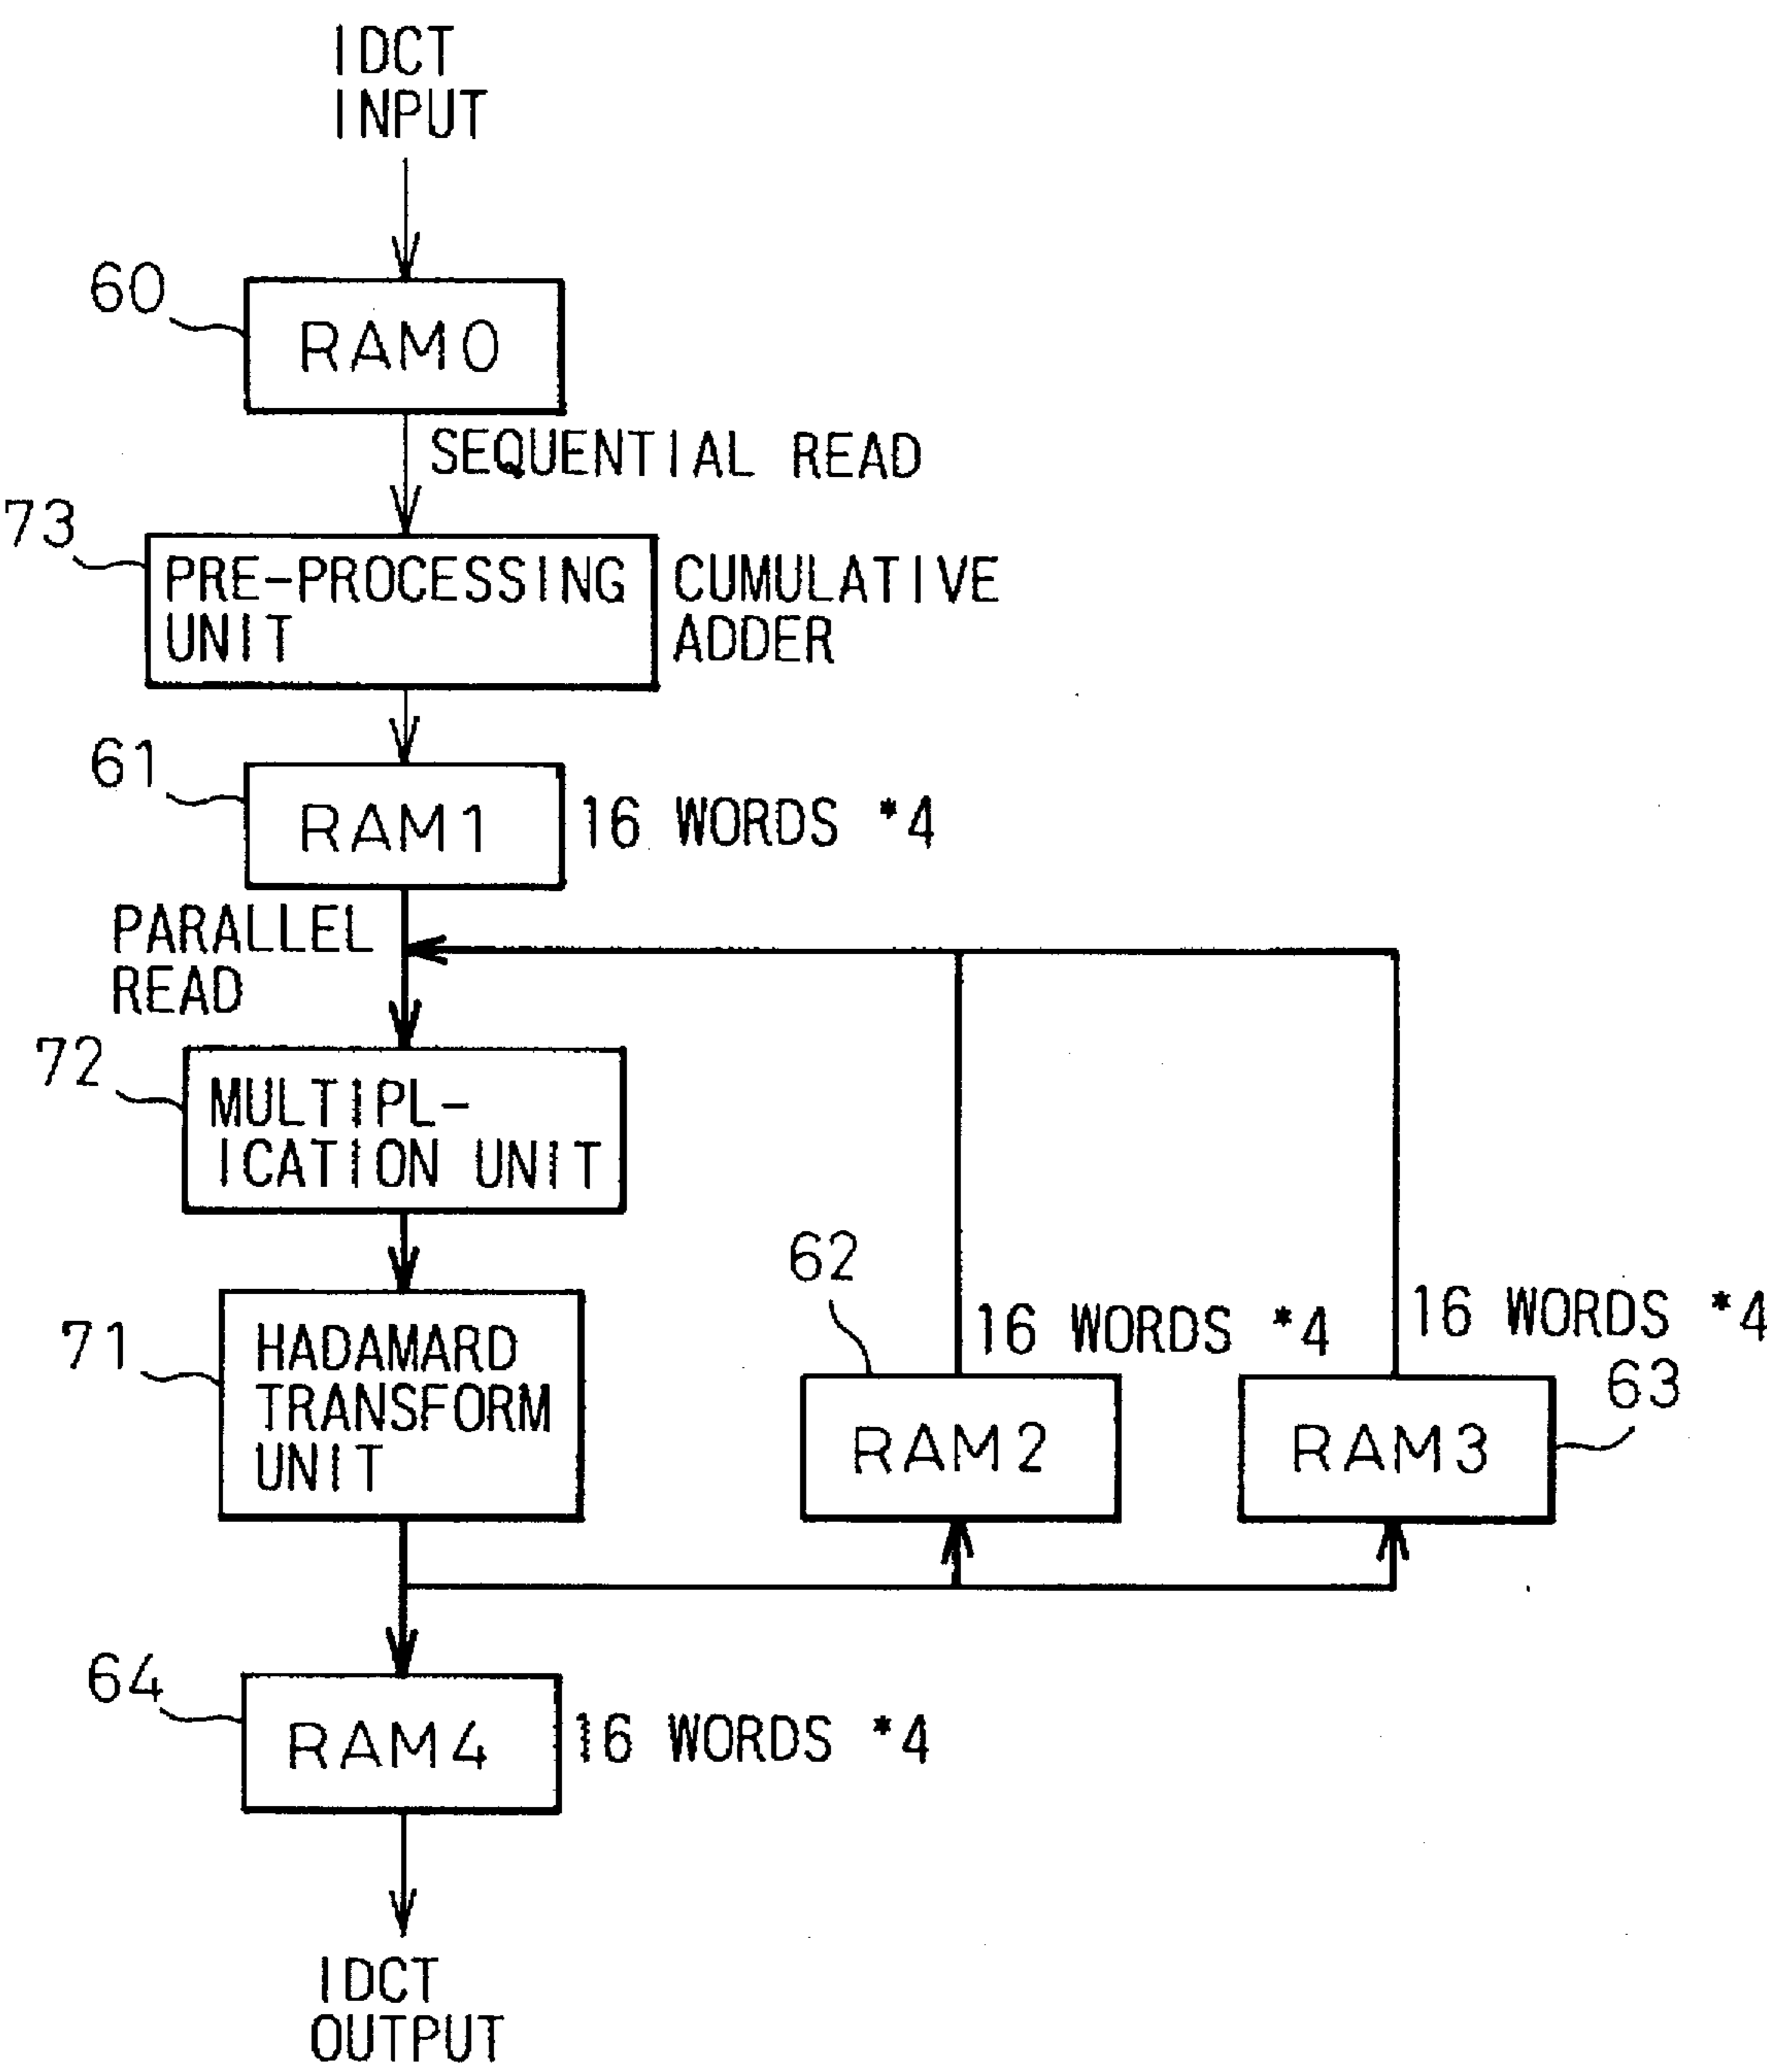 IDCT
INPUT
60
RAM0
SEQUENTIAL READ
73
PRE-PROCESSING
UNIT
CUMULATIVE
ADDER
61
RAM1
16 WORDS *4
PARALLEL
READ
72
MULTIPL-
ICATION UNIT
62
16 WORDS *4
16 WORDS *4
71
HADAMARD
TRANSFORM
UNIT
RAM2
RAM3
63
64
RAM4
16 WORDS *4
IDCT
OUTPUT